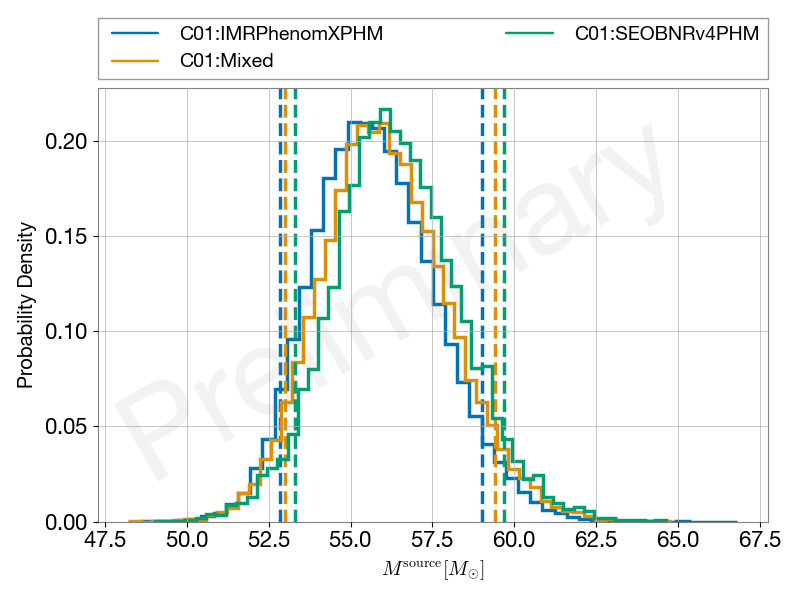 C01:IMRPhenomXPHM C01:SEOBNRv4PHM
C01:Mixed
Preliminary
Probability Density
0.20
0.15
0.10
0.05
0.00
47.5 50.0 52.5 55.0 57.5 60.0 62.5 65.0 67.5
M^source[M_⊙]